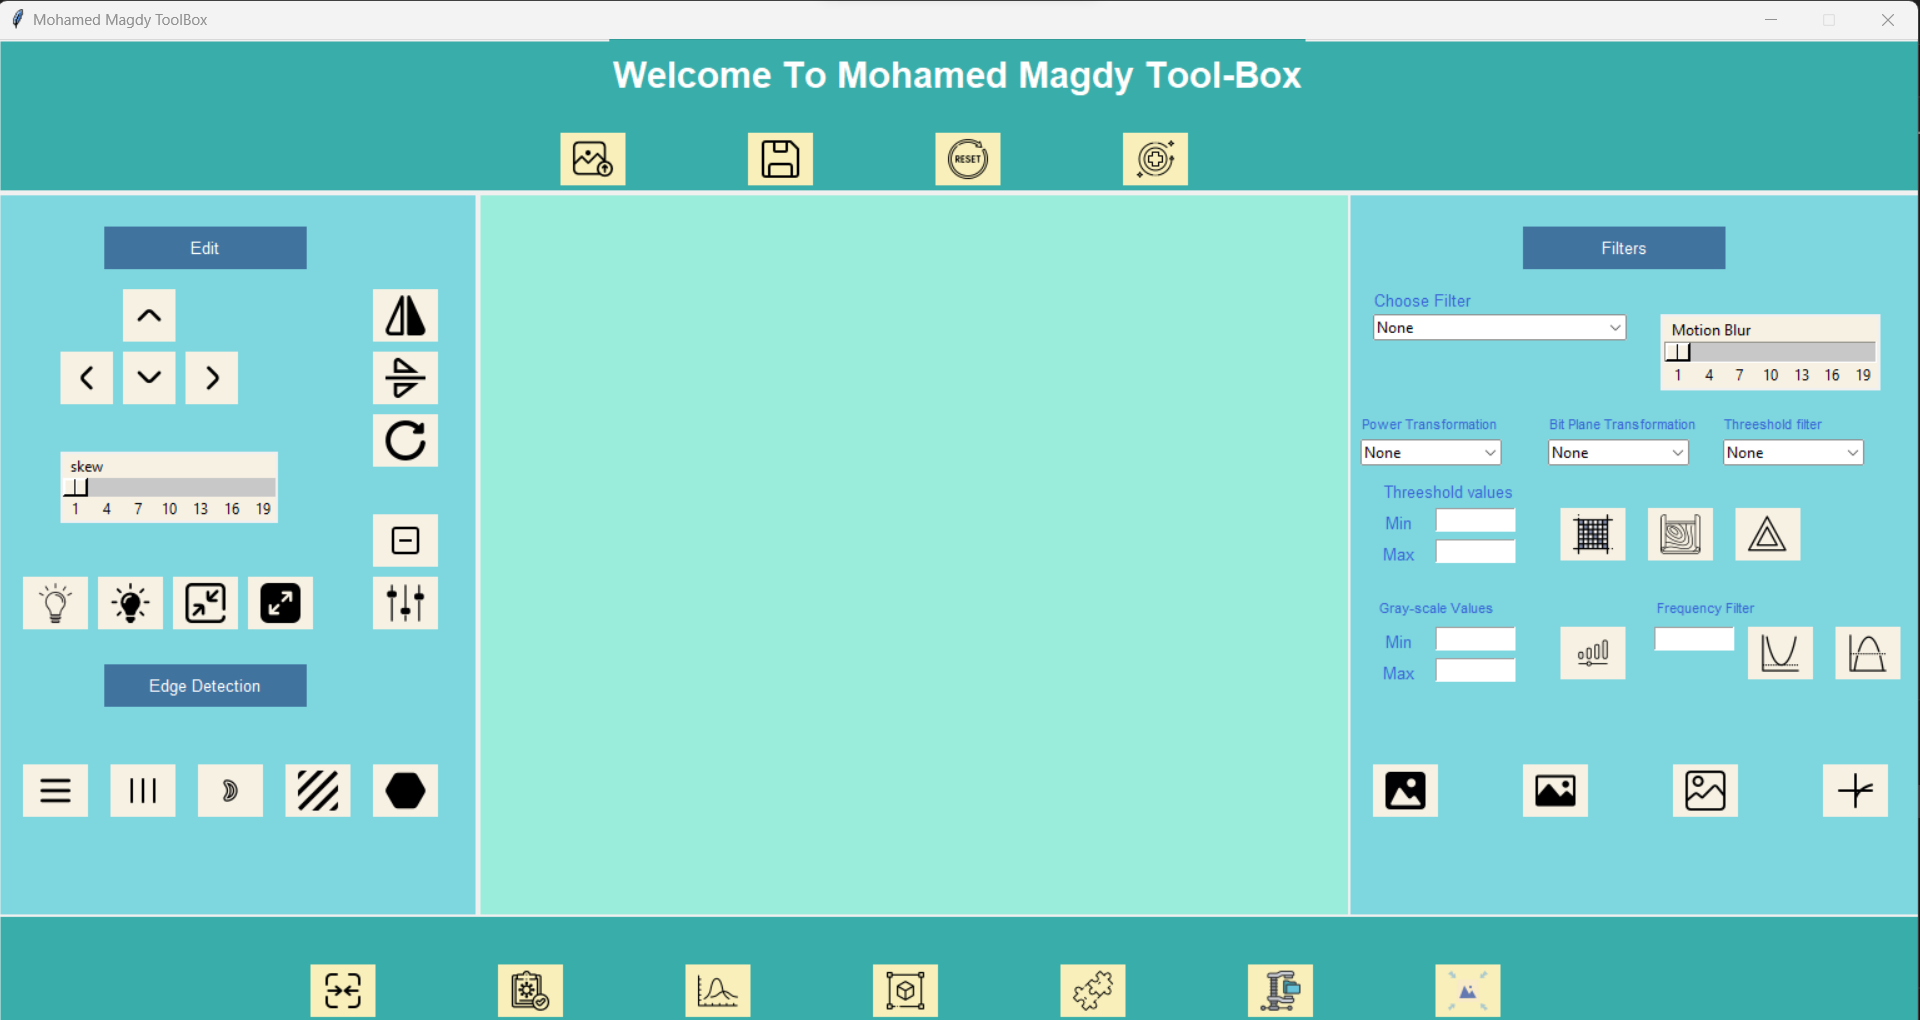 Mohamed Magdy ToolBox
Welcome To Mohamed Magdy Tool-Box
RESET
Edit
Filters
Choose Filter
None
Motion Blur
1 4 7 10 13 16 19
Power Transformation
Bit Plane Transformation
Threeshold filter
None
None
None
skew
1 4 7 10 13 16 19
Threeshold values
Min
Max
Gray-scale Values
Frequency Filter
Min
Max
Edge Detection